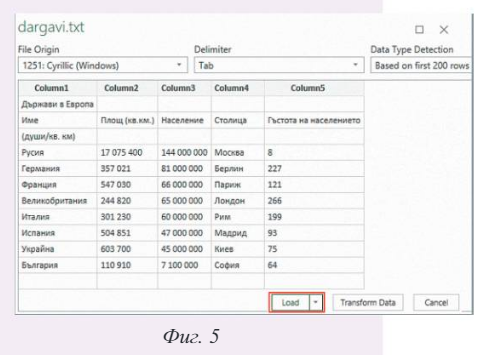 dargavi.txt
File Origin Delimiter Data Type Detection
1251: Cyrillic (Windows) Tab Based on first 200 rows
Column1 Column2 Column3 Column4 Column5
Държави в Европа
Име Площ (кв.км.) Население Столица Гъстота на населението
(души/кв. км)
Русия 17 075 400 144 000 000 Москва 8
Германия 357 021 81 000 000 Берлин 227
Франция 547 030 66 000 000 Париж 121
Великобритания 244 820 65 000 000 Лондон 266
Италия 301 230 60 000 000 Рим 199
Испания 504 851 47 000 000 Мадрид 93
Украйна 603 700 45 000 000 Киев 75
България 110 910 7 100 000 София 64
Load Transform Data Cancel
Фиг. 5